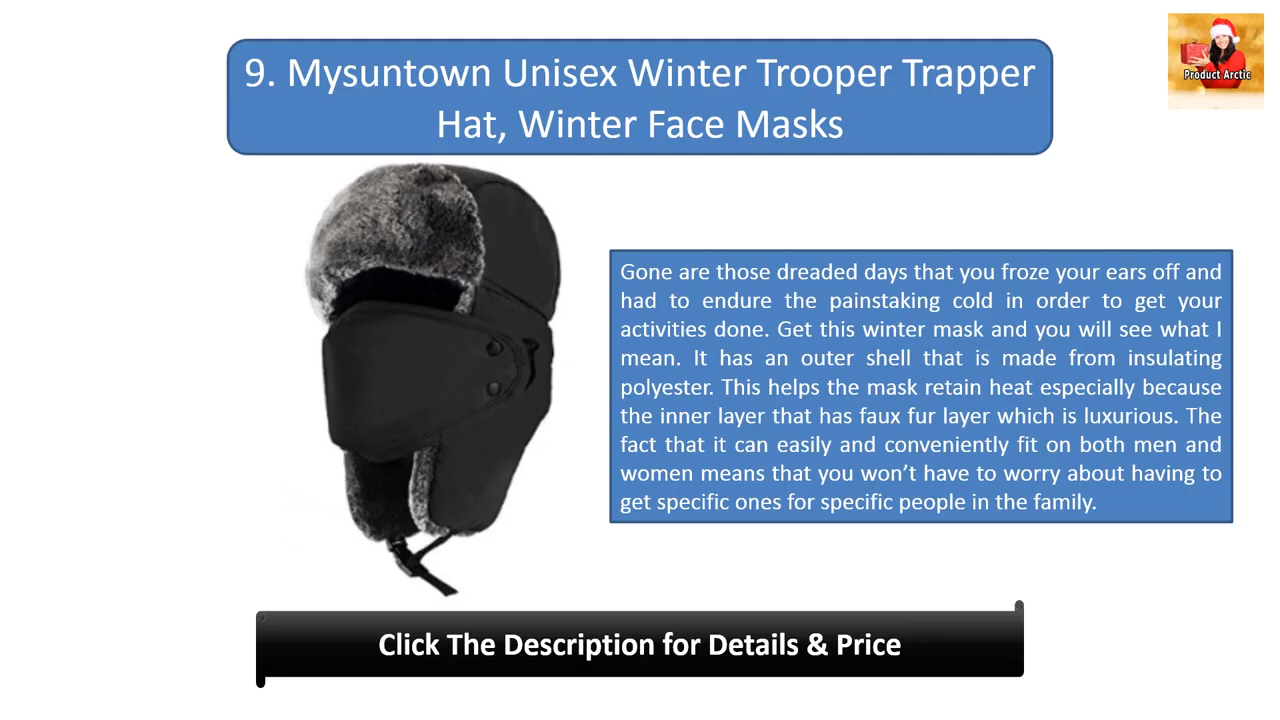 Product Arctic
9. Mysuntown Unisex Winter Trooper Trapper
Hat, Winter Face Masks
Gone are those dreaded days that you froze your ears off and
had to endure the painstaking cold in order to get your
activities done. Get this winter mask and you will see what I
mean. It has an outer shell that is made from insulating
polyester. This helps the mask retain heat especially because
the inner layer that has faux fur layer which is luxurious. The
fact that it can easily and conveniently fit on both men and
women means that you won’t have to worry about having to
get specific ones for specific people in the family.
Click The Description for Details & Price